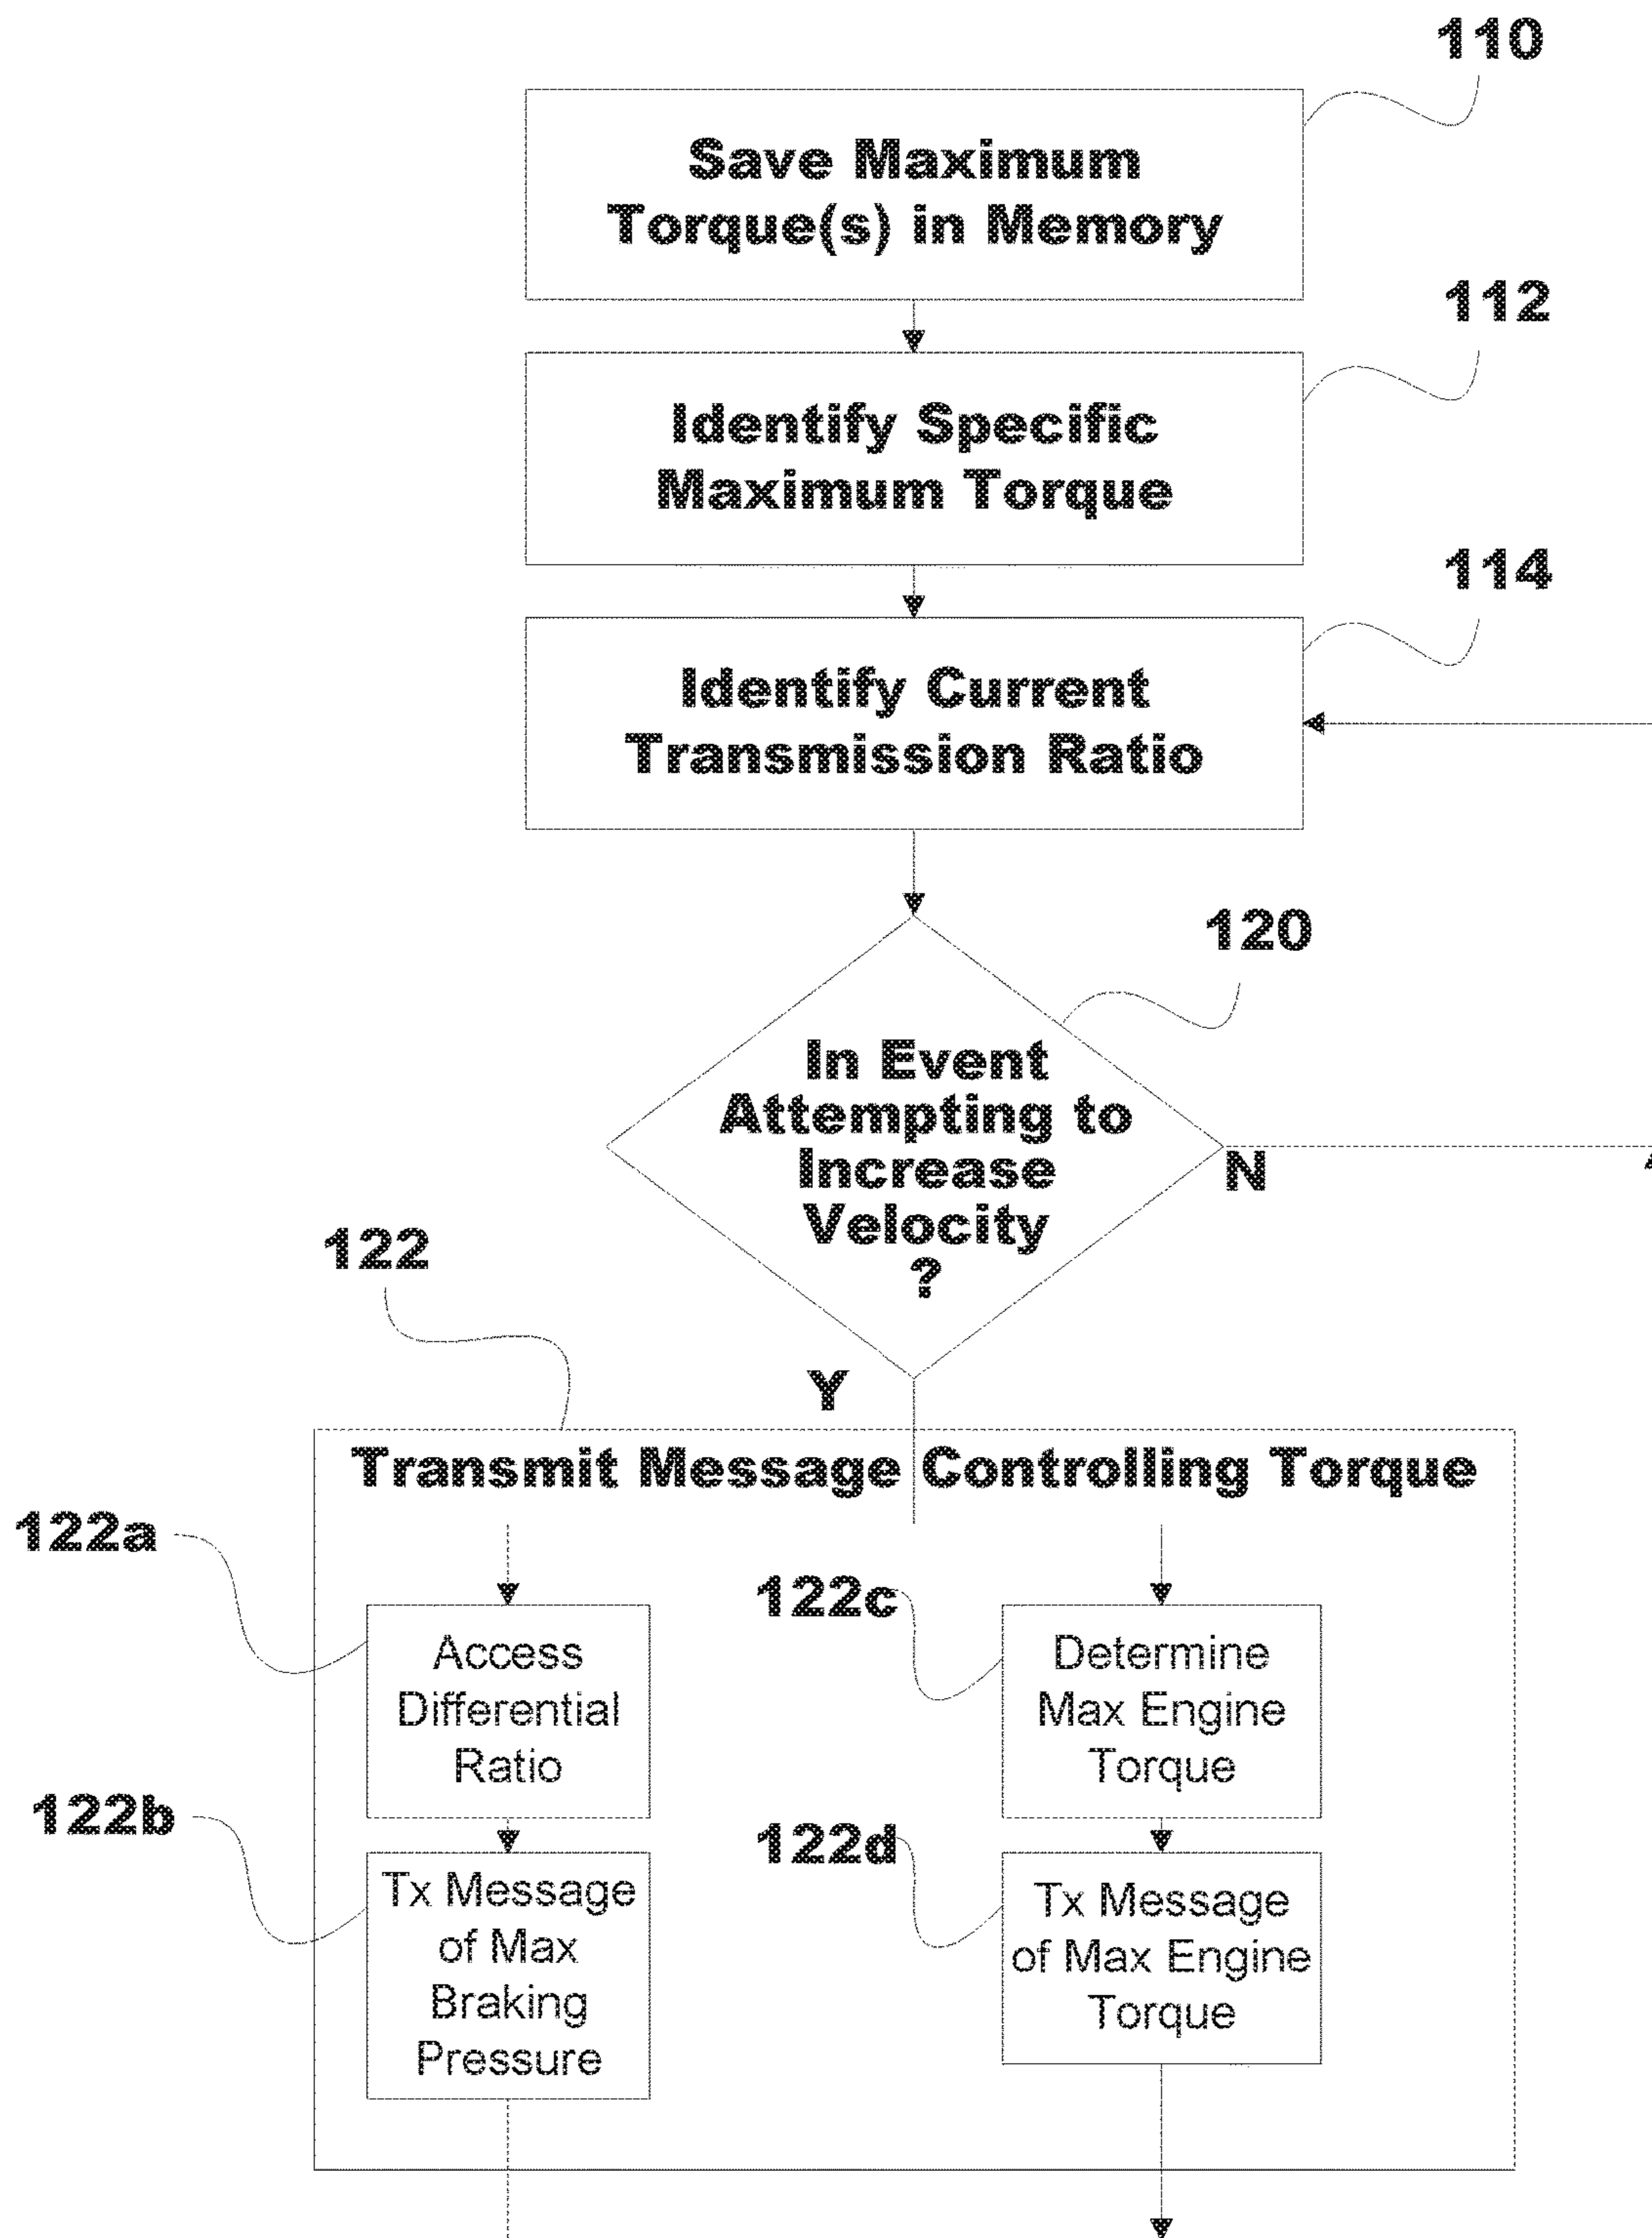 110
Save Maximum
Torque(s) in Memory
112
Identify Specific
Maximum Torque
114
Identify Current
Transmission Ratio
120
In Event
Attempting to
Increase
Velocity
?
N
122
Y
Transmit Message Controlling Torque
122a
Access
Differential
Ratio
122b
Tx Message
of Max
Braking
Pressure
122c
Determine
Max Engine
Torque
122d
Tx Message
of Max Engine
Torque